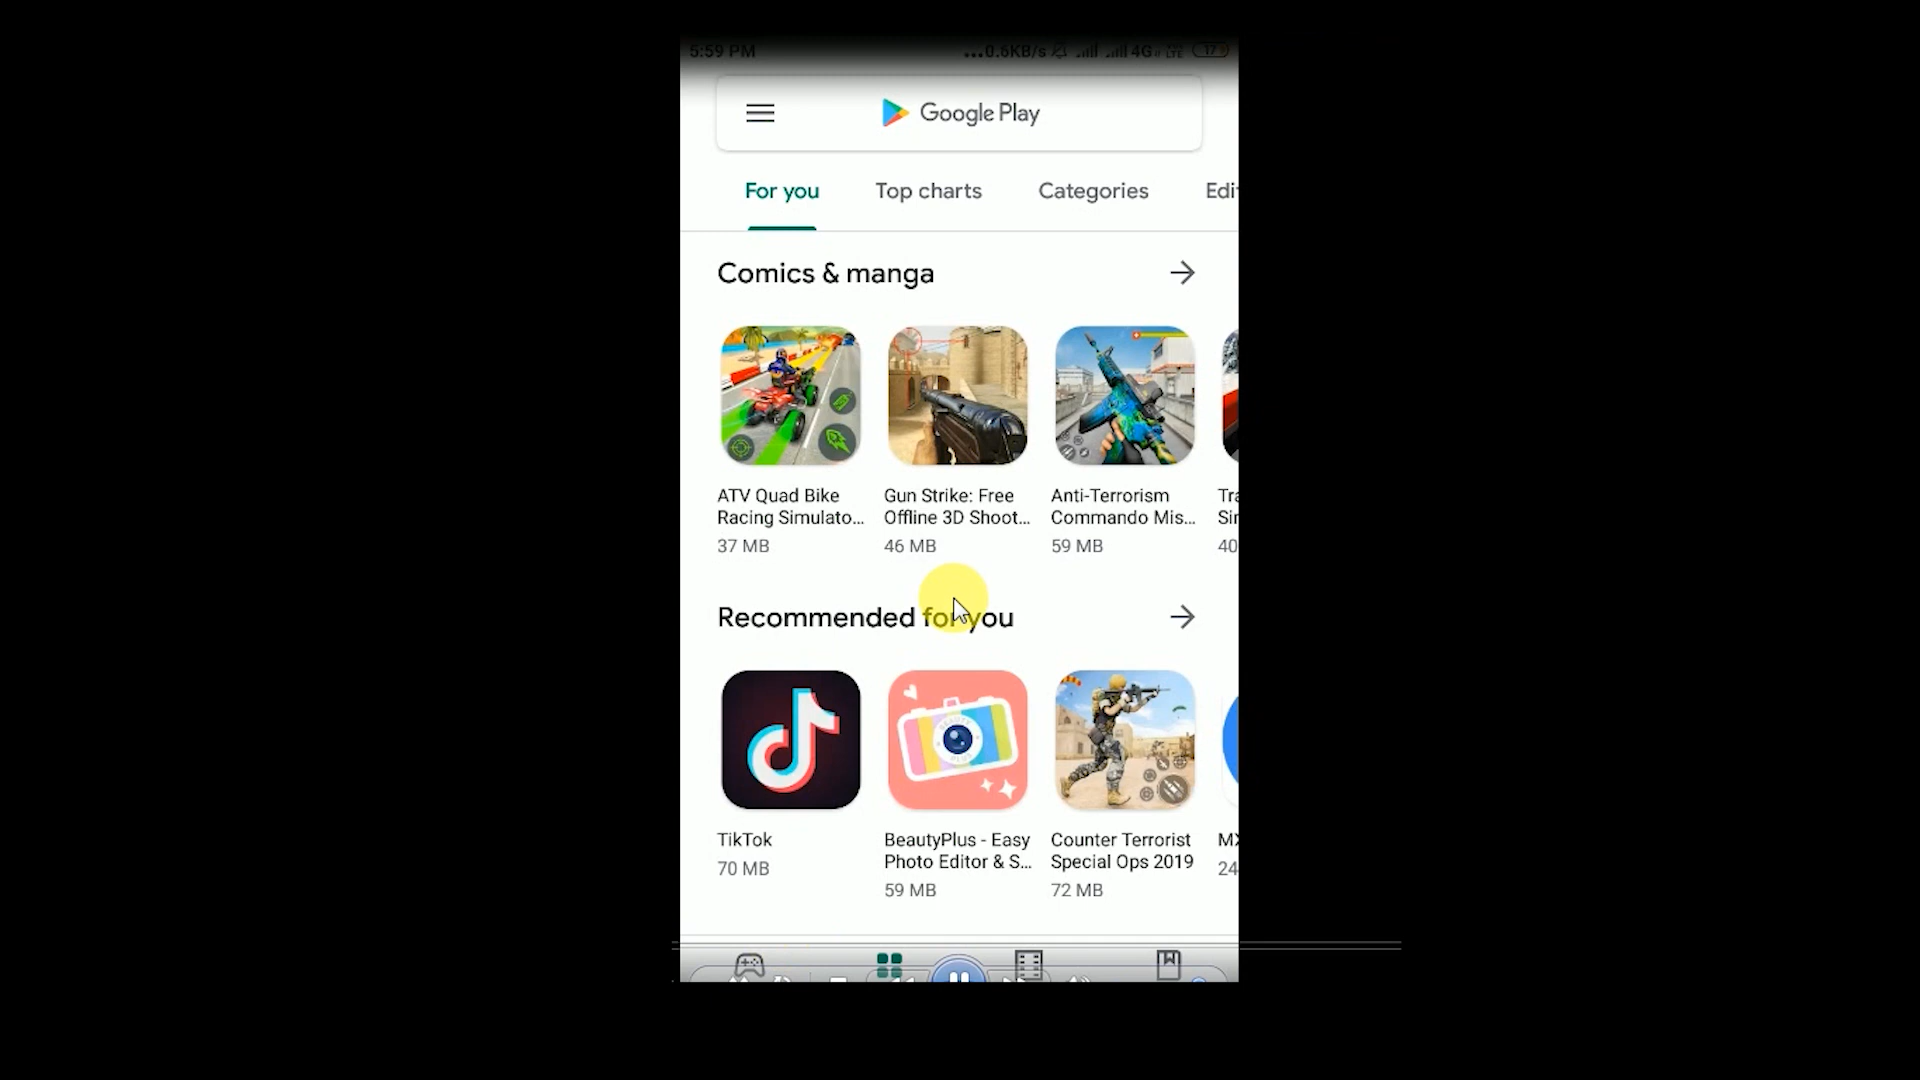 5:59 PM
...0.6KB/s 4G 17
Google Play
For you Top charts Categories Edi
Comics & manga
ATV Quad Bike
Racing Simulato...
37 MB
Gun Strike: Free
Offline 3D Shoot...
46 MB
Anti-Terrorism
Commando Mis...
59 MB
Tra
Sir
40
Recommended for you
TikTok
70 MB
BeautyPlus - Easy
Photo Editor & S...
59 MB
Counter Terrorist
Special Ops 2019
72 MB
MX
24